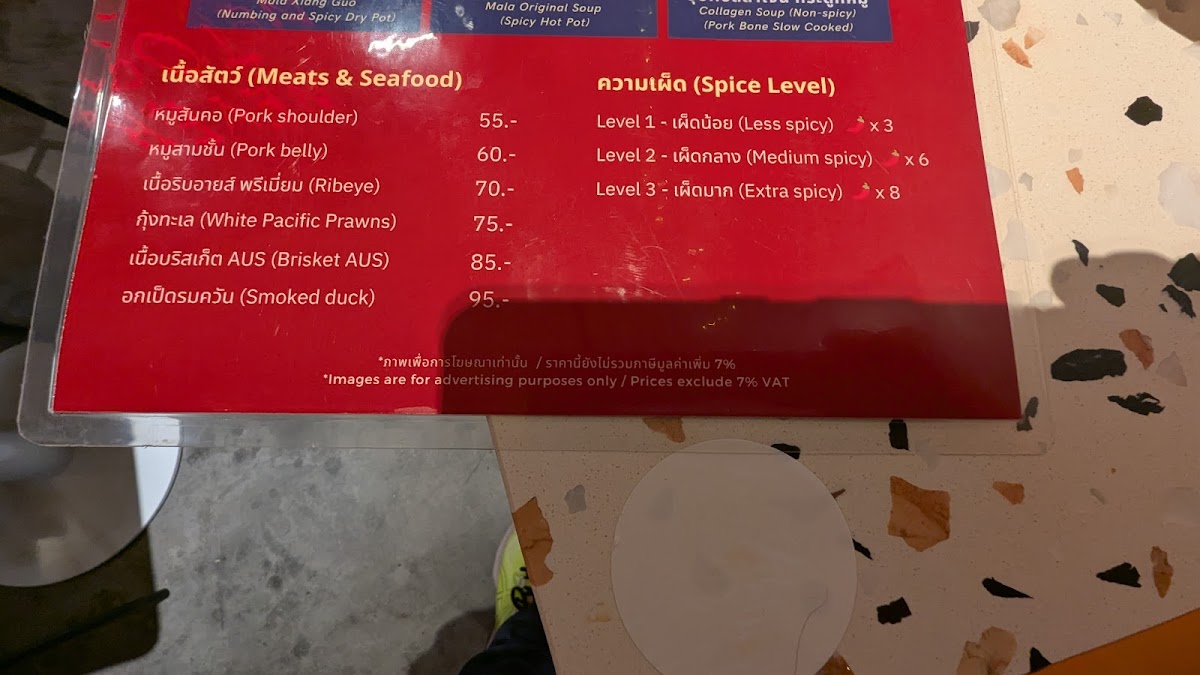 Mala Xiang Guo
(Numbing and Spicy Dry Pot)
Mala Original Soup
(Spicy Hot Pot)
Collagen Soup (Non-spicy)
(Pork Bone Slow Cooked)
เนื้อสัตว์ (Meats & Seafood)
หมูสันคอ (Pork shoulder) 55.-
หมูสามชั้น (Pork belly) 60.-
เนื้อริบอายส์ พรีเมี่ยม (Ribeye) 70.-
กุ้งทะเล (White Pacific Prawns) 75.-
เนื้อบริสเก็ต AUS (Brisket AUS) 85.-
อกเป็ดรมควัน (Smoked duck) 95.-
ความเผ็ด (Spice Level)
Level 1 - เผ็ดน้อย (Less spicy) 🌶 x 3
Level 2 - เผ็ดกลาง (Medium spicy) 🌶 x 6
Level 3 - เผ็ดมาก (Extra spicy) 🌶 x 8
*ภาพเพื่อการโฆษณาเท่านั้น / ราคานี้ยังไม่รวมภาษีมูลค่าเพิ่ม 7%
*Images are for advertising purposes only / Prices exclude 7% VAT